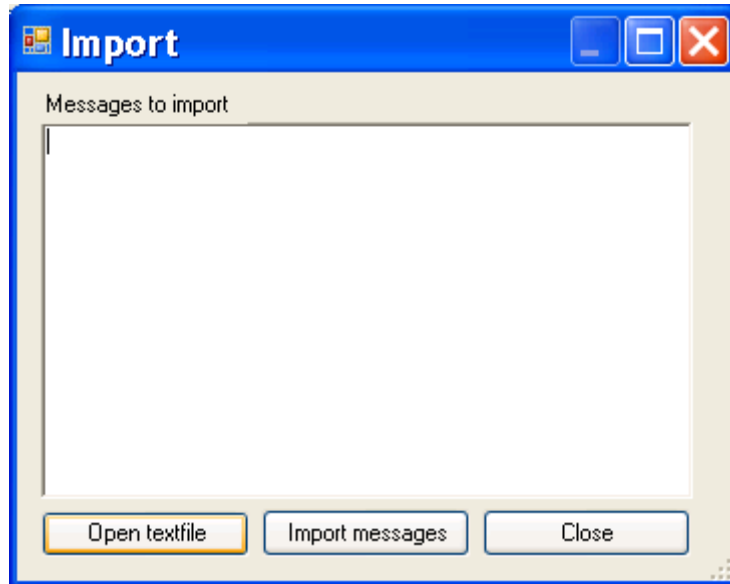 Import
Messages to import
Open textfile
Import messages
Close